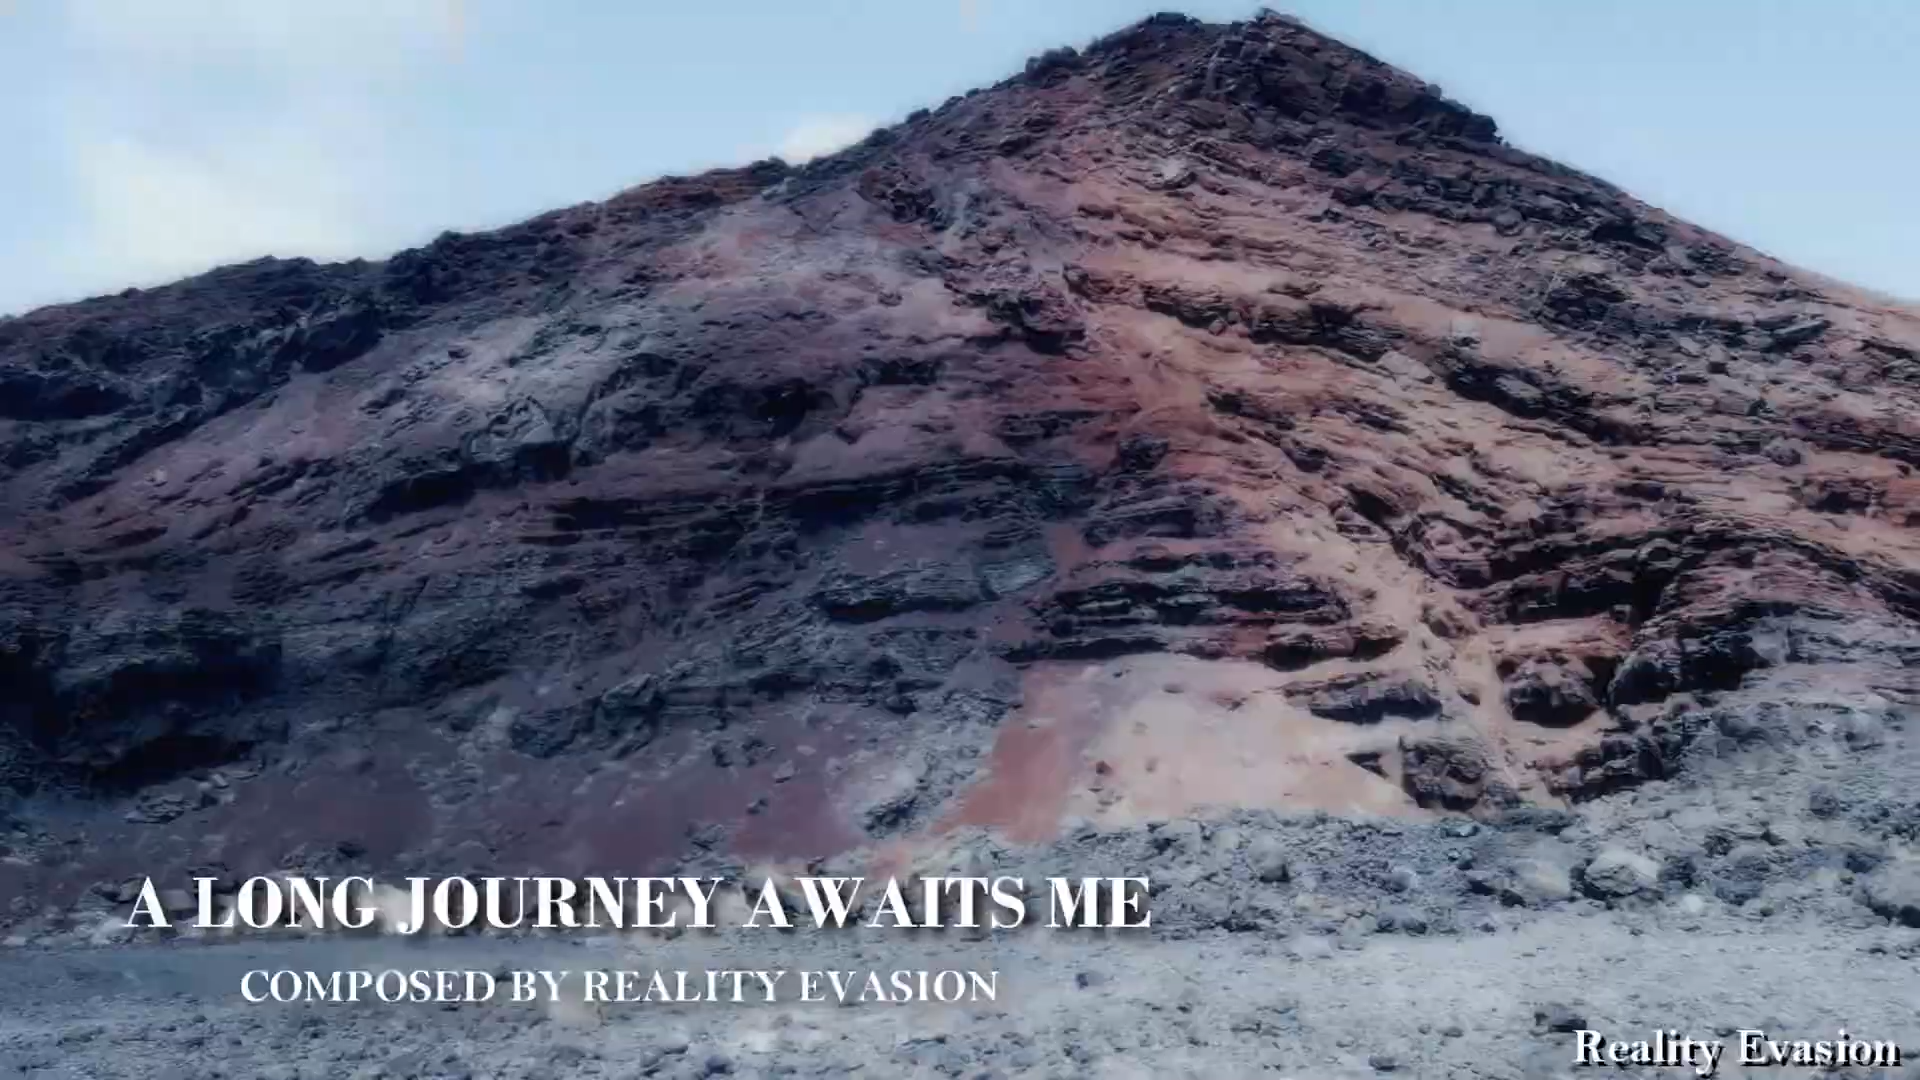 A LONG JOURNEY AWAITS ME
COMPOSED BY REALITY EVASION
Reality Evasion